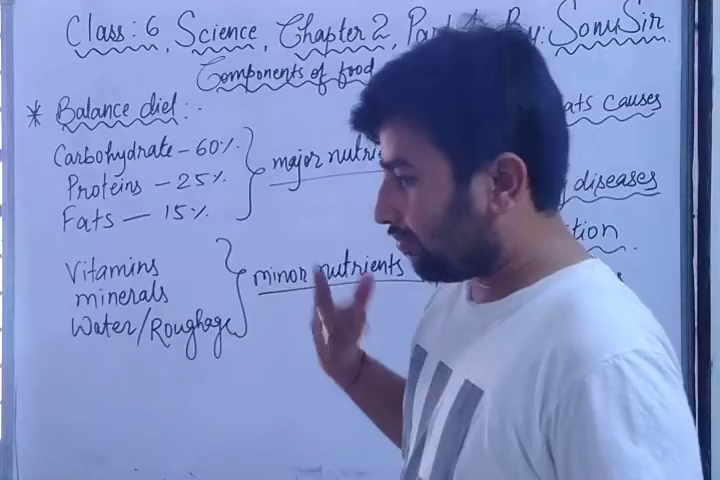 Class: 6, Science, Chapter 2, Part By: Sonu Sir.
Components of food
* Balance diet:-
ats causes
Carbohydrate - 60%.
Proteins - 25%.
Fats - 15%.
major nutri
diseases
tion
Vitamins
minerals
Water/Roughage
minor nutrients